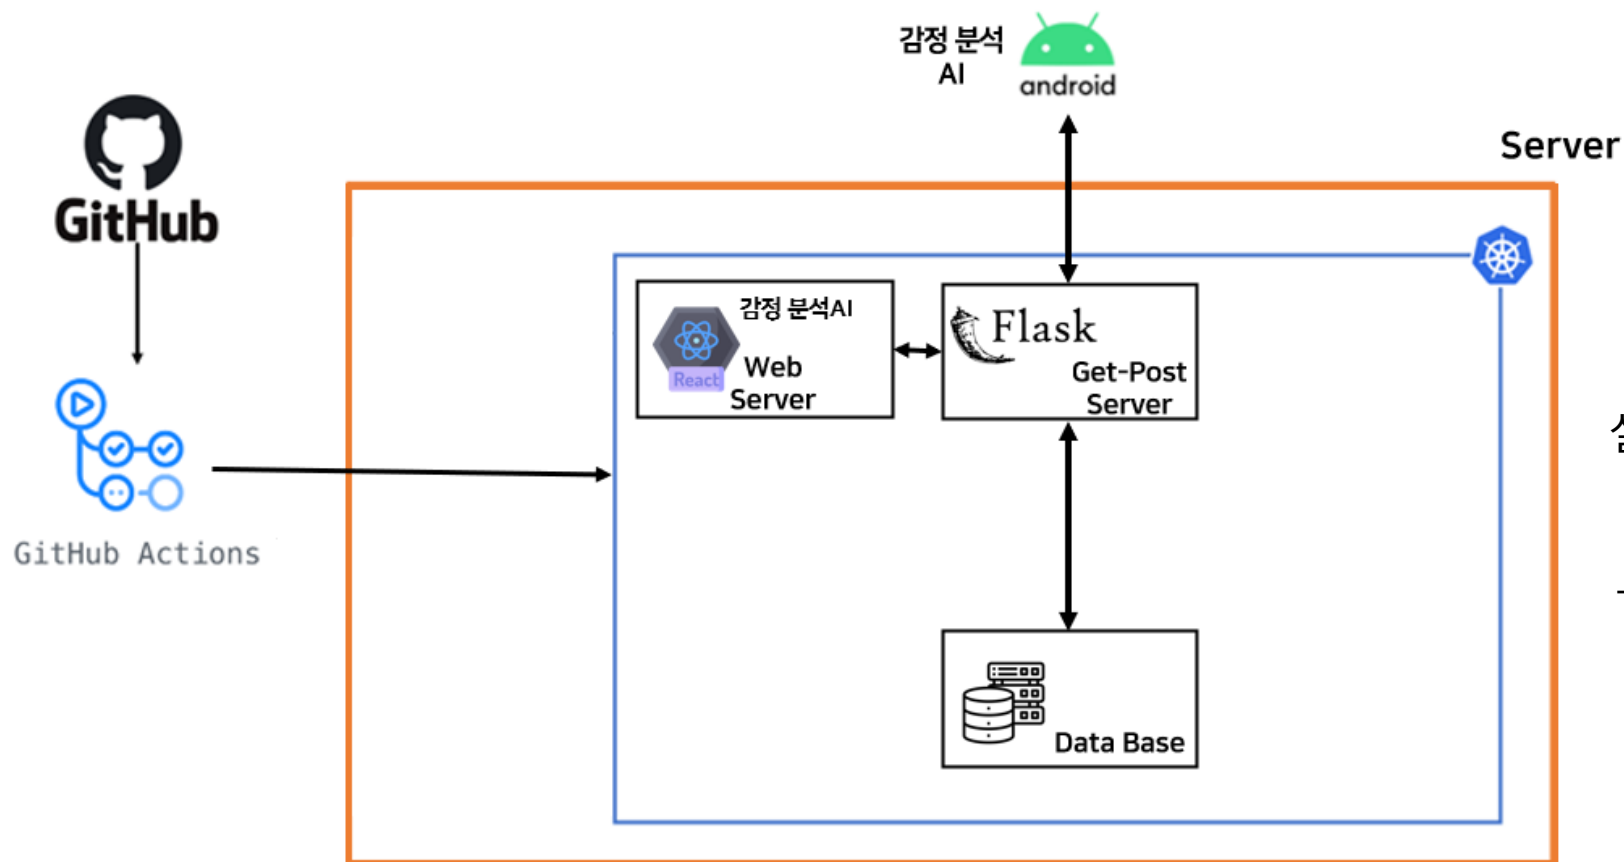 감정 분석
AI
android
Server
GitHub
감정 분석AI
React
Web
Server
Flask
Get-Post
Server
GitHub Actions
Data Base